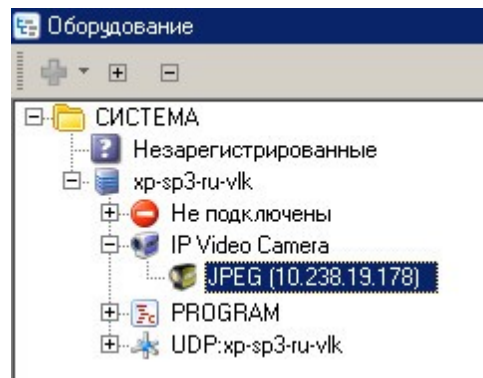 Оборудование
СИСТЕМА
Незарегистрированные
xp-sp3-ru-vlk
Не подключены
IP Video Camera
JPEG (10.238.19.178)
PROGRAM
UDP:xp-sp3-ru-vlk